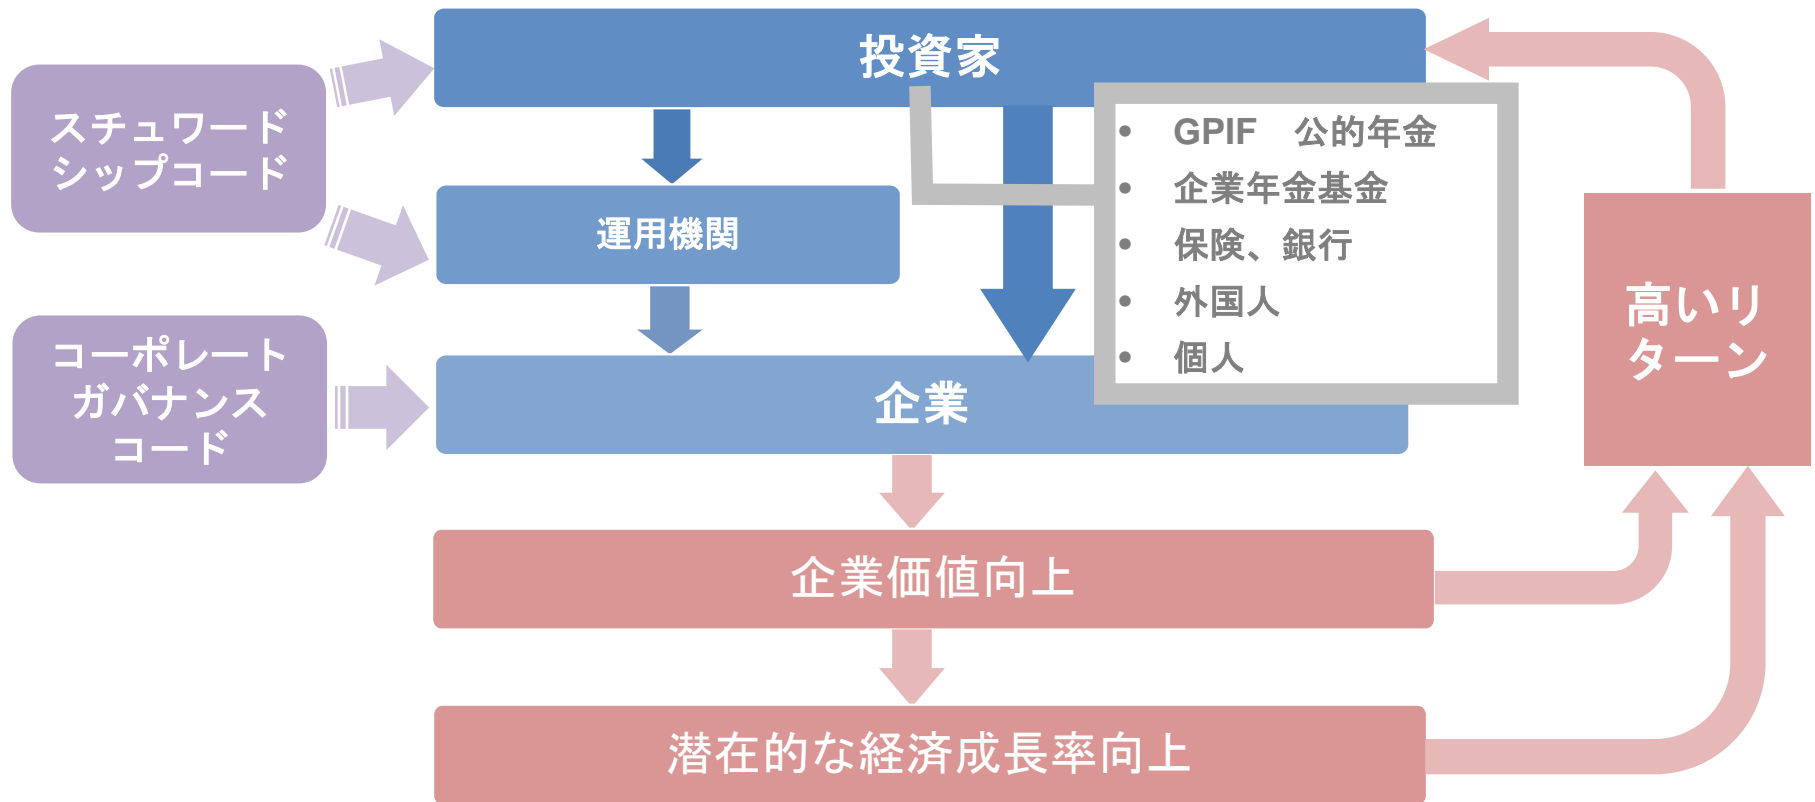 投資家
スチュワード
シップコード
• GPIF　公的年金
• 企業年金基金
• 保険、銀行
• 外国人
• 個人
運用機関
高いリ
ターン
コーポレート
ガバナンス
コード
企業
企業価値向上
潜在的な経済成長率向上